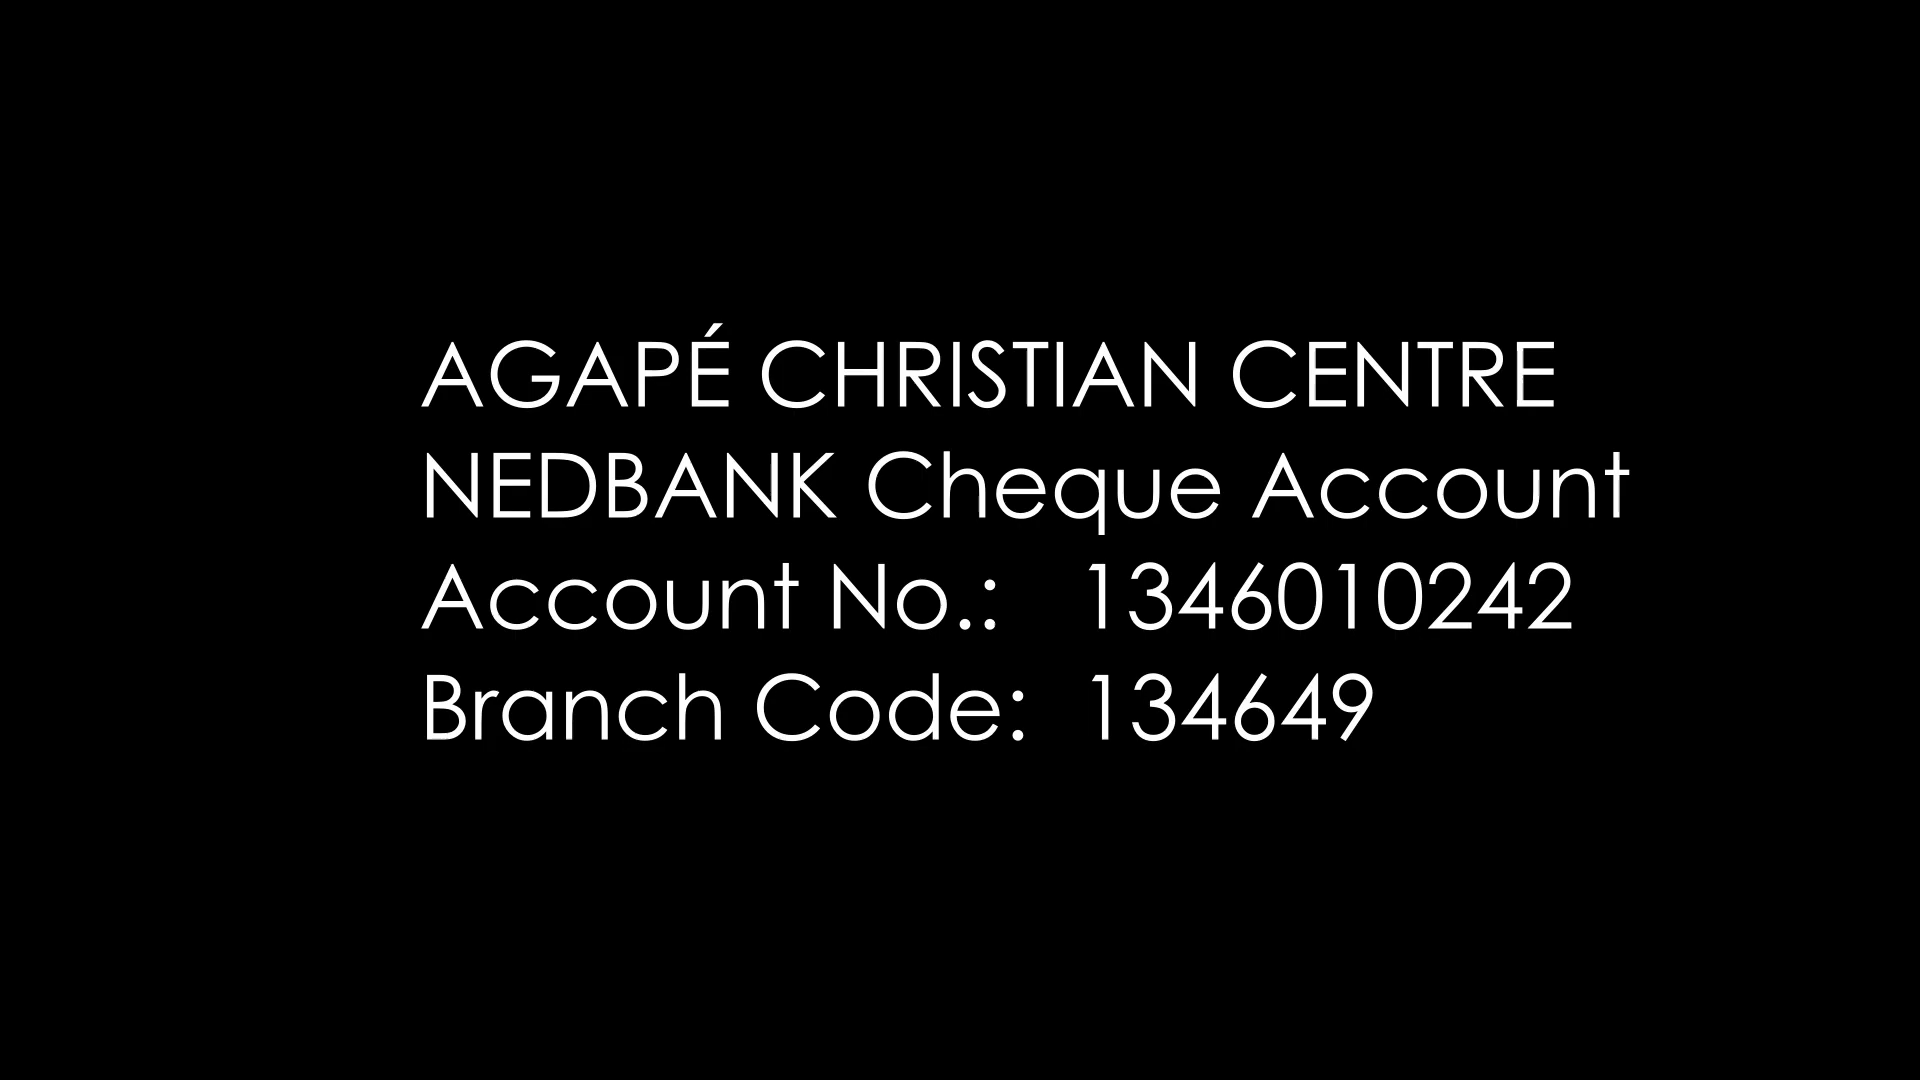 AGAPÉ CHRISTIAN CENTRE
NEDBANK Cheque Account
Account No.: 1346010242
Branch Code: 134649